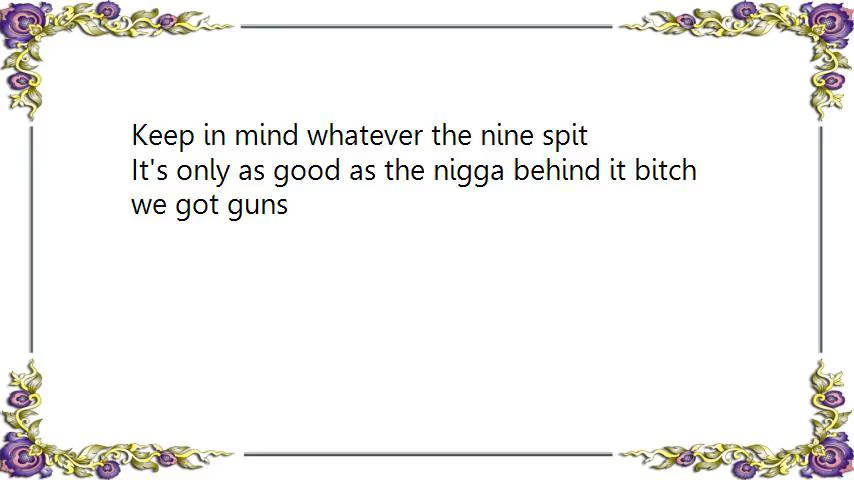 Keep in mind whatever the nine spit
It's only as good as the nigga behind it bitch
we got guns